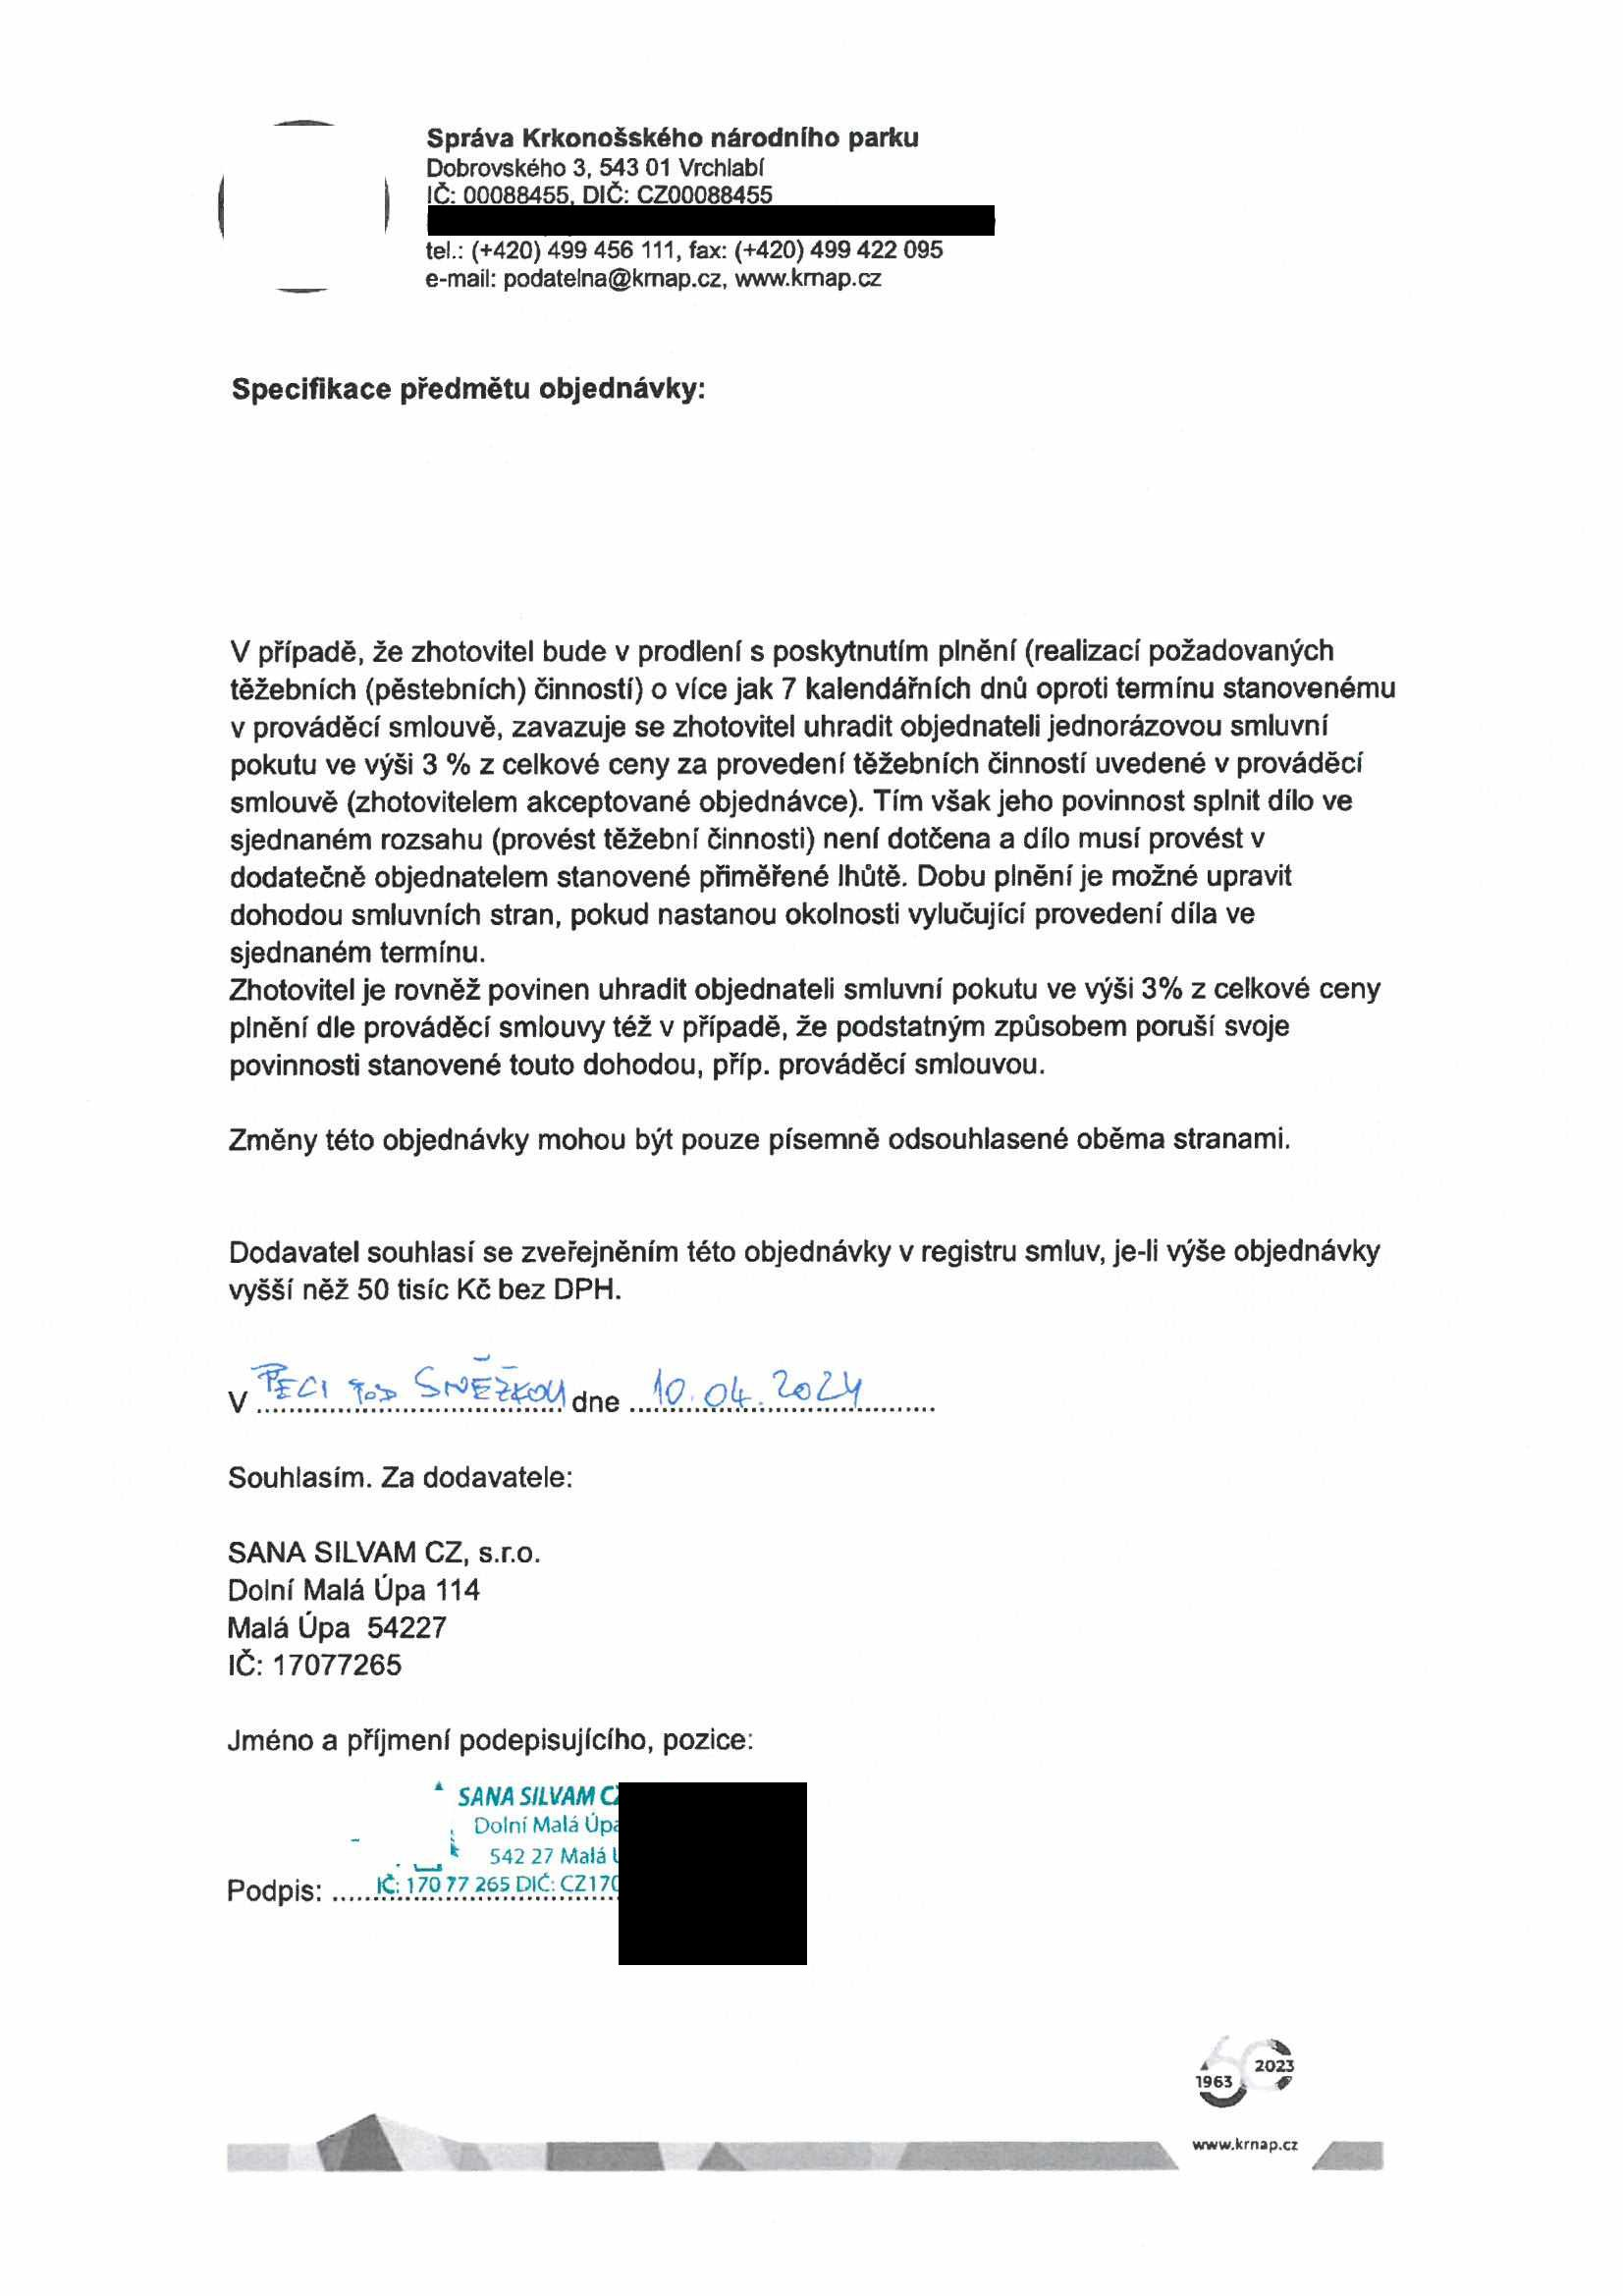 Správa Krkonošského národního parku
Dobrovského 3, 543 01 Vrchlabí
IČ: 00088455, DIČ: CZ00088455
tel.: (+420) 499 456 111, fax: (+420) 499 422 095
e-mail: podatelna@krnap.cz, www.krnap.cz
Specifikace předmětu objednávky:
V případě, že zhotovitel bude v prodlení s poskytnutím plnění (realizací požadovaných
těžebních (pěstebních) činností) o více jak 7 kalendářních dnů oproti termínu stanovenému
v prováděcí smlouvě, zavazuje se zhotovitel uhradit objednateli jednorázovou smluvní
pokutu ve výši 3 % z celkové ceny za provedení těžebních činností uvedené v prováděcí
smlouvě (zhotovitelem akceptované objednávce). Tím však jeho povinnost splnit dílo ve
sjednaném rozsahu (provést těžební činnosti) není dotčena a dílo musí provést v
dodatečně objednatelem stanovené přiměřené lhůtě. Dobu plnění je možné upravit
dohodou smluvních stran, pokud nastanou okolnosti vylučující provedení díla ve
sjednaném termínu.
Zhotovitel je rovněž povinen uhradit objednateli smluvní pokutu ve výši 3% z celkové ceny
plnění dle prováděcí smlouvy též v případě, že podstatným způsobem poruší svoje
povinnosti stanovené touto dohodou, příp. prováděcí smlouvou.
Změny této objednávky mohou být pouze písemně odsouhlasené oběma stranami.
Dodavatel souhlasí se zveřejněním této objednávky v registru smluv, je-li výše objednávky
vyšší něž 50 tisíc Kč bez DPH.
V PECI POD SNĚŽKOU dne 10.04.2024
Souhlasím. Za dodavatele:
SANA SILVAM CZ, s.r.o.
Dolní Malá Úpa 114
Malá Úpa 54227
IČ: 17077265
Jméno a příjmení podepisujícího, pozice:
SANA SILVAM CZ
Dolní Malá Úpa
542 27 Malá
Podpis: IČ: 170 77 265 DIČ: CZ170
60
1963 2023
www.krnap.cz